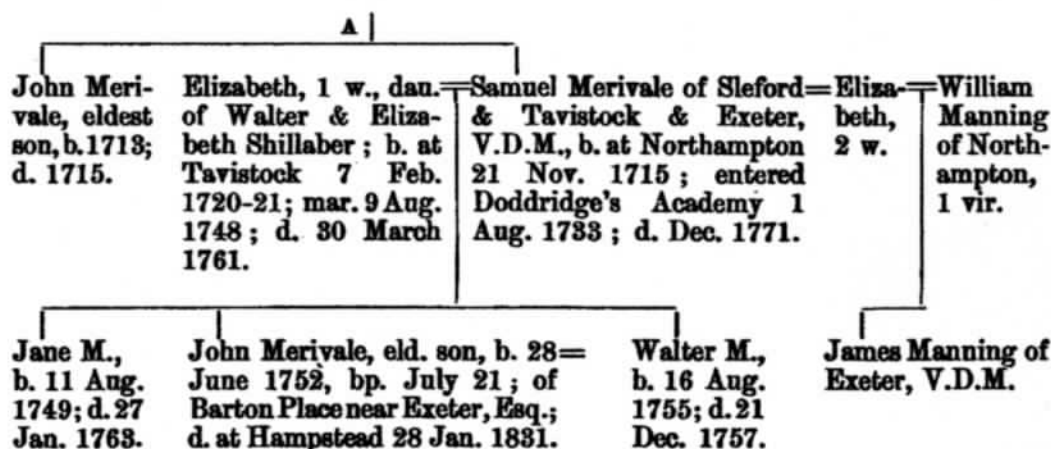 A
John Meri-
vale, eldest
son, b. 1713;
d. 1715.
Elizabeth, 1 w., dau.=
of Walter & Eliza-
beth Shillaber ; b. at
Tavistock 7 Feb.
1720-21; mar. 9 Aug.
1748 ; d. 30 March
1761.
Samuel Merivale of Sleford=
& Tavistock & Exeter,
V.D.M., b. at Northampton
21 Nov. 1715 ; entered
Doddridge's Academy 1
Aug. 1733 ; d. Dec. 1771.
Eliza-=
beth,
2 w.
William
Manning
of North-
ampton,
1 vir.
Jane M.,
b. 11 Aug.
1749; d. 27
Jan. 1763.
John Merivale, eld. son, b. 28=
June 1752, bp. July 21 ; of
Barton Place near Exeter, Esq.;
d. at Hampstead 28 Jan. 1831.
Walter M.,
b. 16 Aug.
1755; d. 21
Dec. 1757.
James Manning of
Exeter, V.D.M.